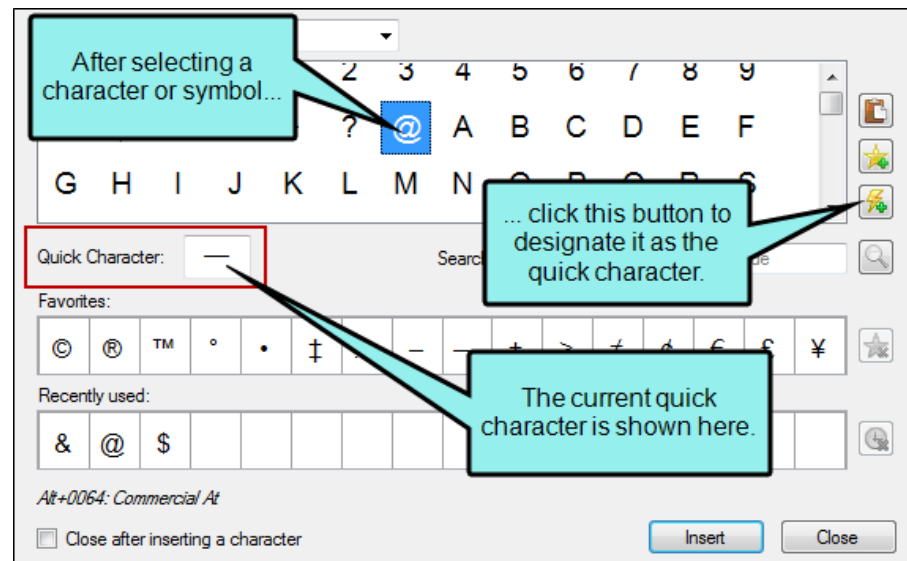 After selecting a
character or symbol...
2 3 4 5 6 7 8 9
? @ A B C D E F
G H I J K L M N
... click this button to
designate it as the
quick character.
Quick Character: —
Favorites:
© ® ™ ° • ‡ ¥
The current quick
character is shown here.
Recently used:
& @ $
Alt+0064: Commercial At
Close after inserting a character
Insert
Close